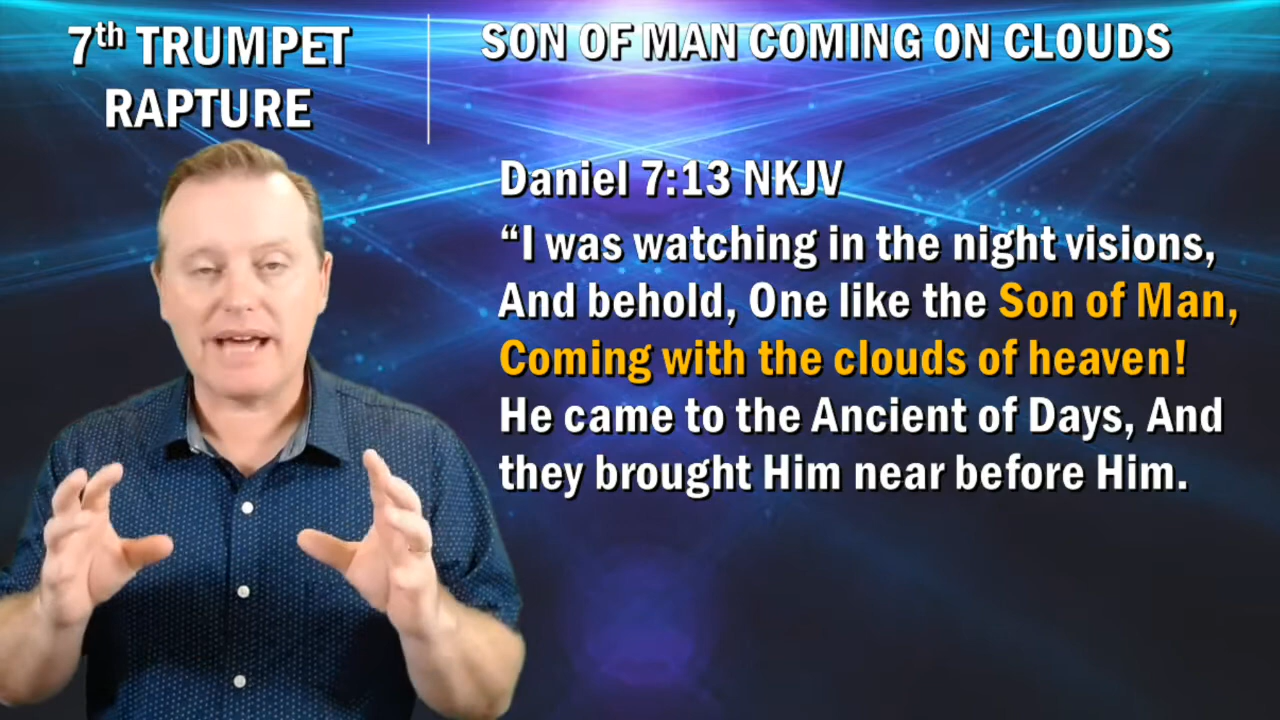 7th TRUMPET
RAPTURE
SON OF MAN COMING ON CLOUDS
Daniel 7:13 NKJV
“I was watching in the night visions,
And behold, One like the Son of Man,
Coming with the clouds of heaven!
He came to the Ancient of Days, And
they brought Him near before Him.